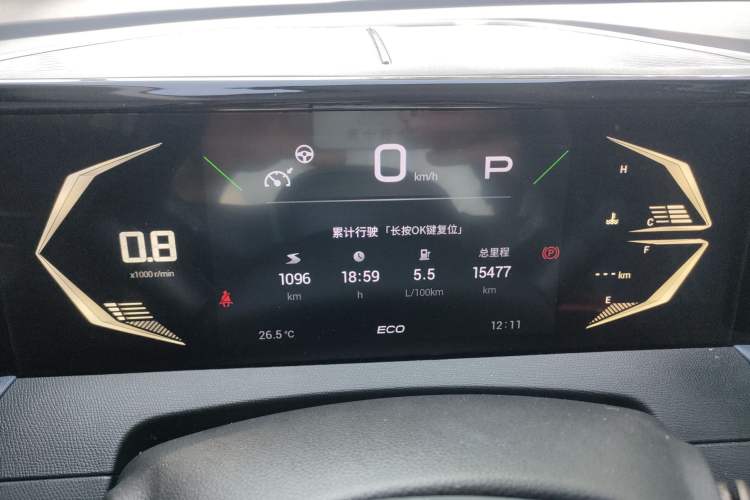 0 km/h P
H
C
0.8
x1000 r/min
累计行驶「长按OK键复位」
F
总里程
1096 18:59 5.5 15477
km h L/100km km
(P)
--- km
E
26.5℃ ECO 12:11